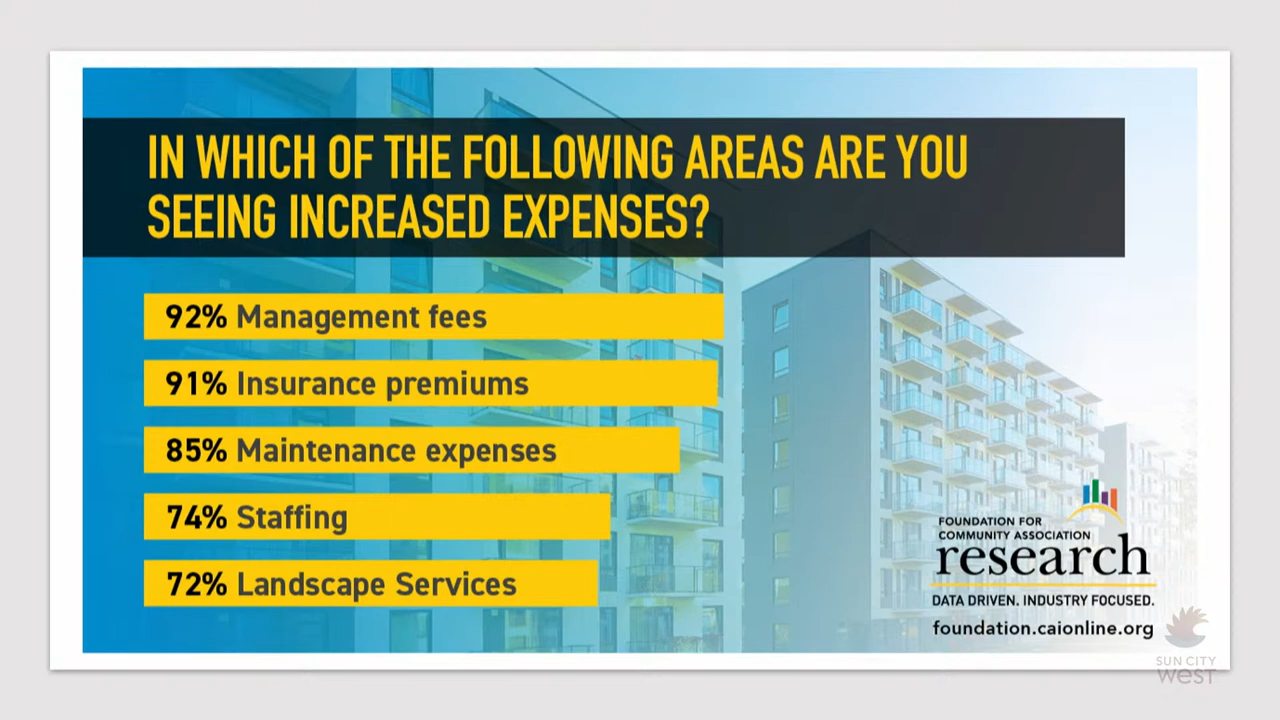 IN WHICH OF THE FOLLOWING AREAS ARE YOU
SEEING INCREASED EXPENSES?
92% Management fees
91% Insurance premiums
85% Maintenance expenses
74% Staffing
72% Landscape Services
FOUNDATION FOR
COMMUNITY ASSOCIATION
research
DATA DRIVEN. INDUSTRY FOCUSED.
foundation.caionline.org
SUN CITY
west